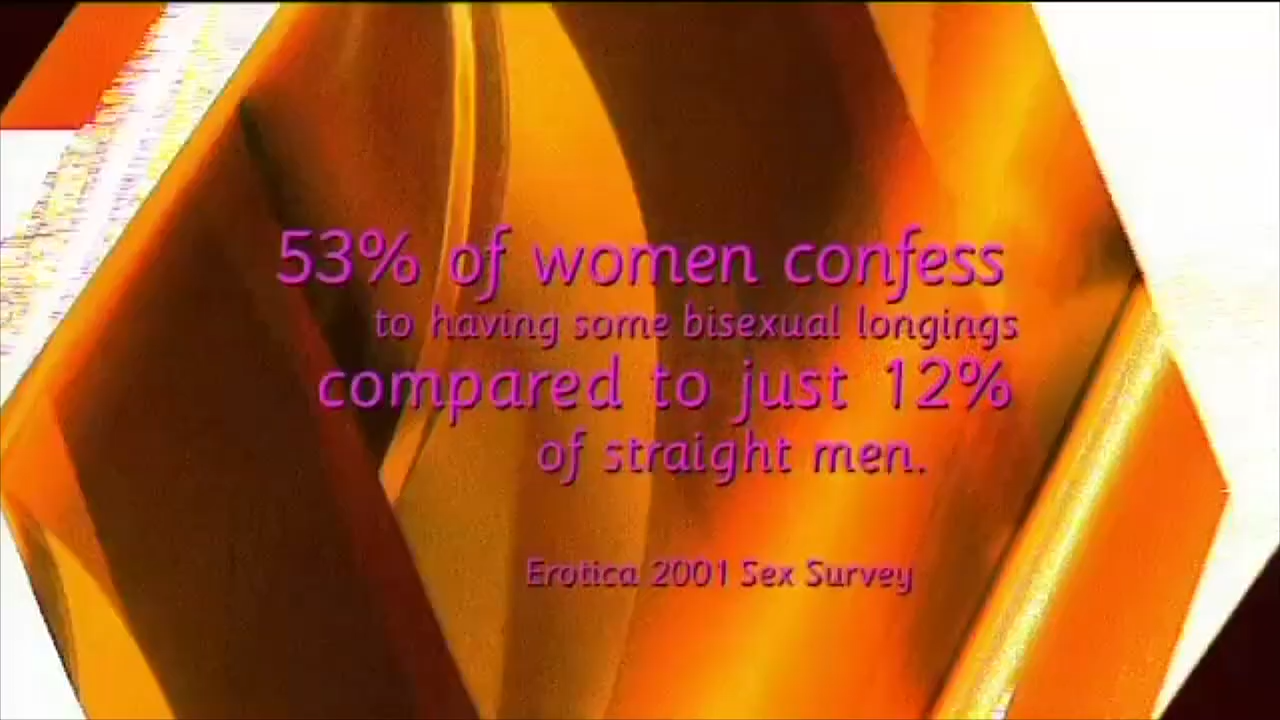 53% of women confess
to having some bisexual longings
compared to just 12%
of straight men.
Erotica 2001 Sex Survey